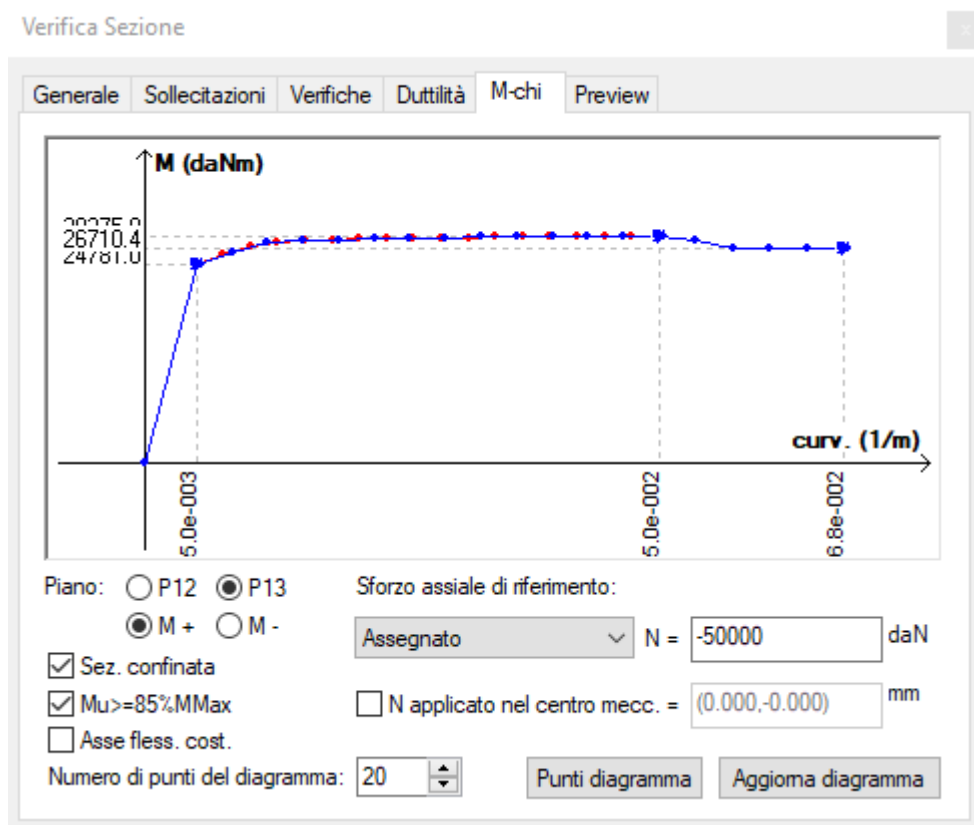 Verifica Sezione
x
Generale Sollecitazioni Verifiche Duttilità M-chi Preview
M (daNm)
26710.4
24781.0
curv. (1/m)
5.0e-003
5.0e-002
6.8e-002
Piano: P12 P13
M + M -
Sforzo assiale di riferimento:
Assegnato N = -50000 daN
Sez. confinata
Mu>=85%MMax
N applicato nel centro mecc. = (0.000,-0.000) mm
Asse fless. cost.
Numero di punti del diagramma: 20
Punti diagramma Aggiorna diagramma